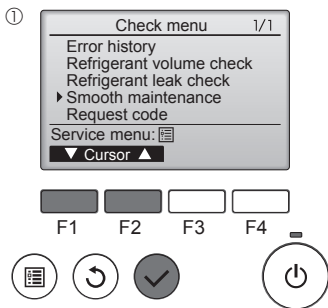 ①
Check menu 1/1
Error history
Refrigerant volume check
Refrigerant leak check
Smooth maintenance
Request code
Service menu:
▼ Cursor ▲
F1 F2 F3 F4